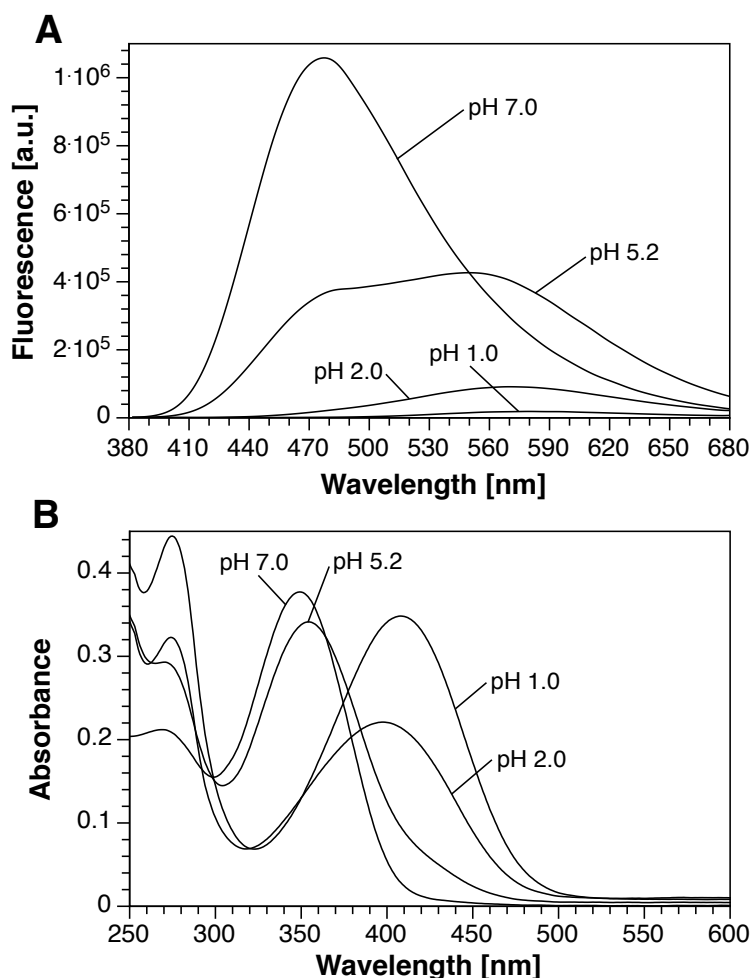 A
Fluorescence [a.u.]
1·10⁶
8·10⁵
6·10⁵
4·10⁵
2·10⁵
0
pH 7.0
pH 5.2
pH 2.0
pH 1.0
380 410 440 470 500 530 560 590 620 650 680
Wavelength [nm]
B
Absorbance
0.4
0.3
0.2
0.1
0
pH 7.0
pH 5.2
pH 1.0
pH 2.0
250 300 350 400 450 500 550 600
Wavelength [nm]